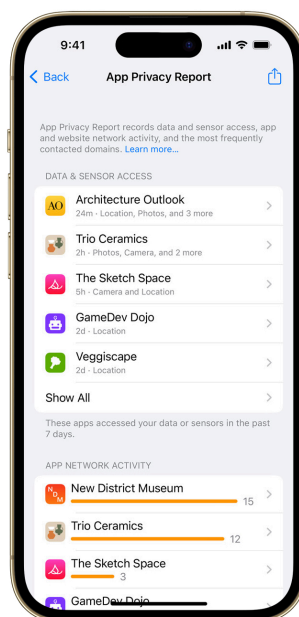 9:41
Back
App Privacy Report
App Privacy Report records data and sensor access, app
and website network activity, and the most frequently
contacted domains. Learn more...
DATA & SENSOR ACCESS
AO
Architecture Outlook
24m · Location, Photos, and 3 more
Trio Ceramics
2h · Photos, Camera, and 2 more
The Sketch Space
5h · Camera and Location
GameDev Dojo
2d · Location
Veggiscape
2d · Location
Show All
These apps accessed your data or sensors in the past
7 days.
APP NETWORK ACTIVITY
NDM
New District Museum
15
Trio Ceramics
12
The Sketch Space
3
GameDev Dojo